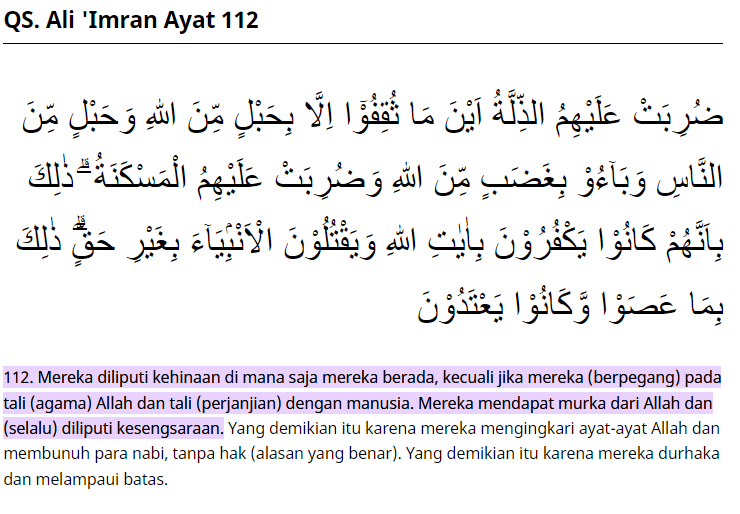 QS. Ali 'Imran Ayat 112
ضُرِبَتْ عَلَيْهِمُ الذِّلَّةُ اَيْنَ مَا ثُقِفُوْٓا اِلَّا بِحَبْلٍ مِّنَ اللهِ وَحَبْلٍ مِّنَ
النَّاسِ وَبَاۤءُوْ بِغَضَبٍ مِّنَ اللهِ وَضُرِبَتْ عَلَيْهِمُ الْمَسْكَنَةُ ۗ ذٰلِكَ
بِاَنَّهُمْ كَانُوْا يَكْفُرُوْنَ بِاٰيٰتِ اللهِ وَيَقْتُلُوْنَ الْاَنْۢبِيَاۤءَ بِغَيْرِ حَقٍّۗ ذٰلِكَ
بِمَا عَصَوْا وَّكَانُوْا يَعْتَدُوْنَ
112. Mereka diliputi kehinaan di mana saja mereka berada, kecuali jika mereka (berpegang) pada
tali (agama) Allah dan tali (perjanjian) dengan manusia. Mereka mendapat murka dari Allah dan
(selalu) diliputi kesengsaraan. Yang demikian itu karena mereka mengingkari ayat-ayat Allah dan
membunuh para nabi, tanpa hak (alasan yang benar). Yang demikian itu karena mereka durhaka
dan melampaui batas.